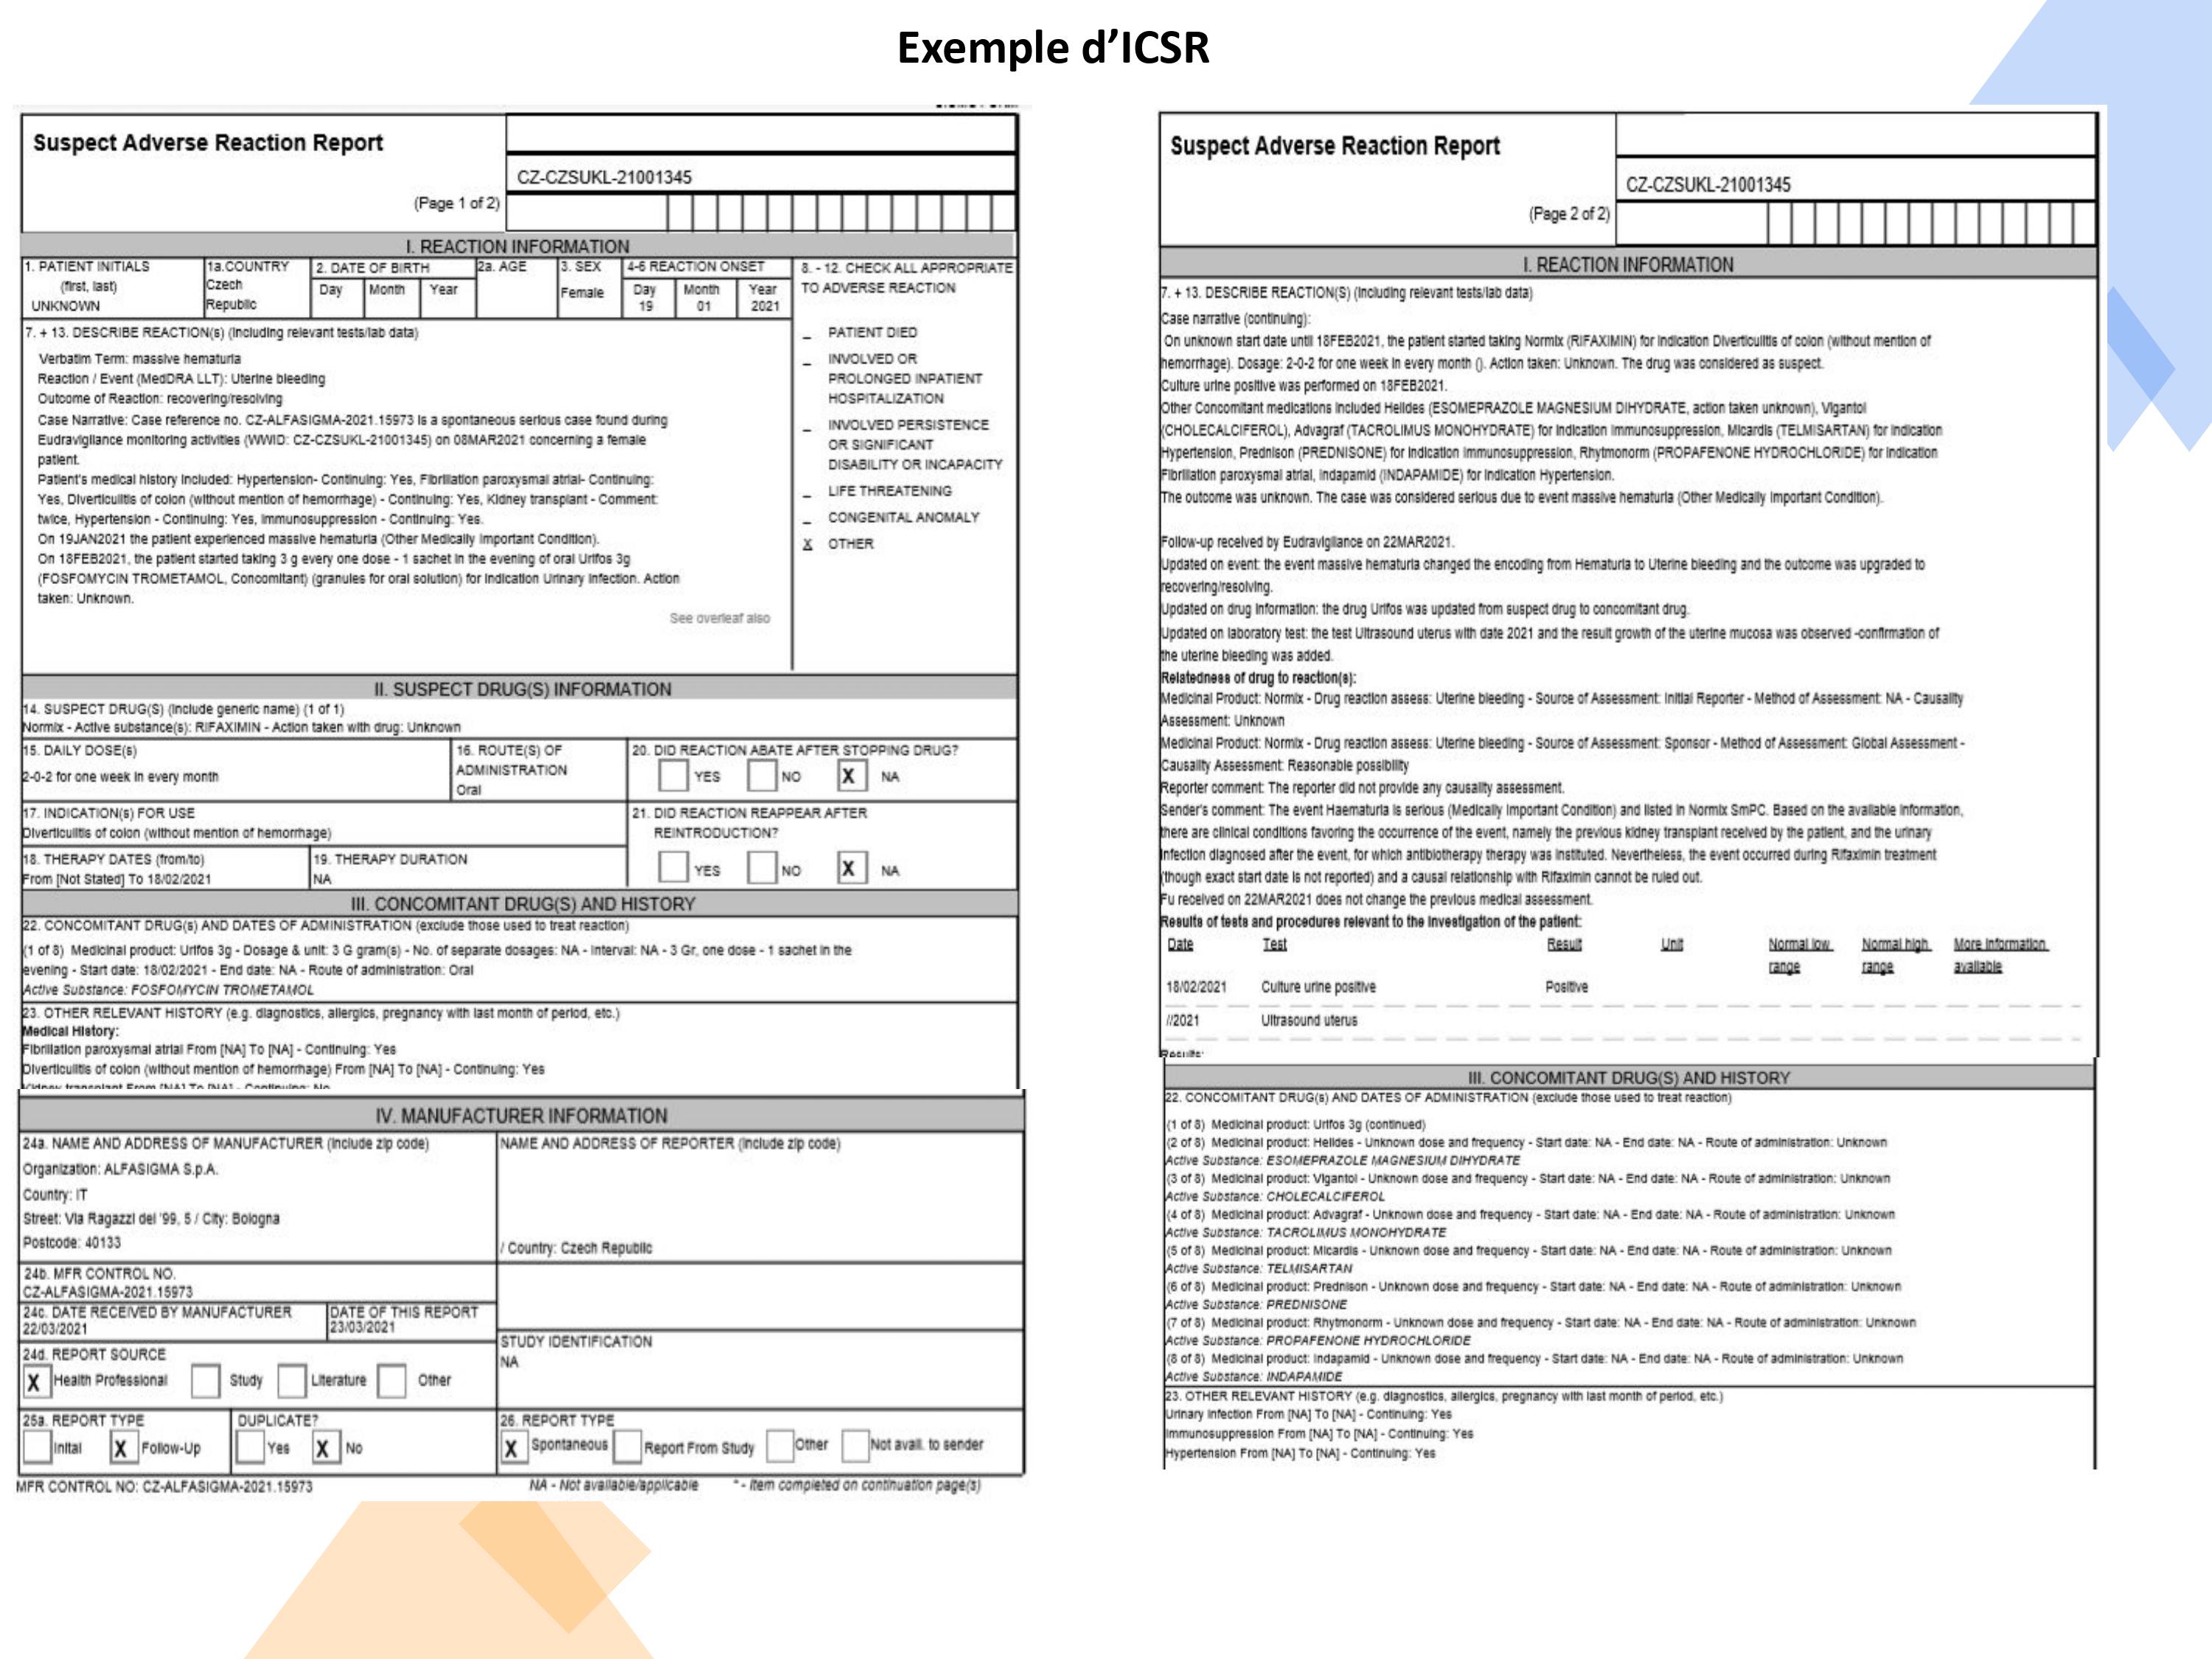 Exemple d’ICSR
Suspect Adverse Reaction Report
CZ-CZSUKL-21001345
(Page 1 of 2)
I. REACTION INFORMATION
1. PATIENT INITIALS
(first, last)
UNKNOWN
1a.COUNTRY
Czech
Republic
2. DATE OF BIRTH
Day Month Year
2a. AGE
3. SEX
Female
4-6 REACTION ONSET
Day Month Year
19 01 2021
8. - 12. CHECK ALL APPROPRIATE
TO ADVERSE REACTION
7. + 13. DESCRIBE REACTION(s) (Including relevant tests/lab data)
Verbatim Term: massive hematuria
Reaction / Event (MedDRA LLT): Uterine bleeding
Outcome of Reaction: recovering/resolving
Case Narrative: Case reference no. CZ-ALFASIGMA-2021.15973 is a spontaneous serious case found during
Eudravigilance monitoring activities (WWID: CZ-CZSUKL-21001345) on 08MAR2021 concerning a female
patient.
Patient's medical history included: Hypertension- Continuing: Yes, Fibrillation paroxysmal atrial- Continuing:
Yes, Diverticulitis of colon (without mention of hemorrhage) - Continuing: Yes, Kidney transplant - Comment:
twice, Hypertension - Continuing: Yes, Immunosuppression - Continuing: Yes.
On 19JAN2021 the patient experienced massive hematuria (Other Medically Important Condition).
On 18FEB2021, the patient started taking 3 g every one dose - 1 sachet in the evening of oral Urifos 3g
(FOSFOMYCIN TROMETAMOL, Concomitant) (granules for oral solution) for Indication Urinary Infection. Action
taken: Unknown.
See overleaf also
_ PATIENT DIED
_ INVOLVED OR
PROLONGED INPATIENT
HOSPITALIZATION
_ INVOLVED PERSISTENCE
OR SIGNIFICANT
DISABILITY OR INCAPACITY
_ LIFE THREATENING
_ CONGENITAL ANOMALY
X OTHER
II. SUSPECT DRUG(S) INFORMATION
14. SUSPECT DRUG(S) (include generic name) (1 of 1)
Normix - Active substance(s): RIFAXIMIN - Action taken with drug: Unknown
15. DAILY DOSE(s)
2-0-2 for one week in every month
16. ROUTE(S) OF
ADMINISTRATION
Oral
20. DID REACTION ABATE AFTER STOPPING DRUG?
YES NO X NA
17. INDICATION(s) FOR USE
Diverticulitis of colon (without mention of hemorrhage)
21. DID REACTION REAPPEAR AFTER
REINTRODUCTION?
YES NO X NA
18. THERAPY DATES (from/to)
From [Not Stated] To 18/02/2021
19. THERAPY DURATION
NA
III. CONCOMITANT DRUG(S) AND HISTORY
22. CONCOMITANT DRUG(s) AND DATES OF ADMINISTRATION (exclude those used to treat reaction)
(1 of 8) Medicinal product: Urifos 3g - Dosage & unit: 3 G gram(s) - No. of separate dosages: NA - Interval: NA - 3 Gr, one dose - 1 sachet in the
evening - Start date: 18/02/2021 - End date: NA - Route of administration: Oral
Active Substance: FOSFOMYCIN TROMETAMOL
23. OTHER RELEVANT HISTORY (e.g. diagnostics, allergics, pregnancy with last month of period, etc.)
Medical History:
Fibrillation paroxysmal atrial From [NA] To [NA] - Continuing: Yes
Diverticulitis of colon (without mention of hemorrhage) From [NA] To [NA] - Continuing: Yes
Kidney transplant From [NA] To [NA] - Continuing: No
IV. MANUFACTURER INFORMATION
24a. NAME AND ADDRESS OF MANUFACTURER (Include zip code)
Organization: ALFASIGMA S.p.A.
Country: IT
Street: Via Ragazzi del '99, 5 / City: Bologna
Postcode: 40133
NAME AND ADDRESS OF REPORTER (Include zip code)
/ Country: Czech Republic
24b. MFR CONTROL NO.
CZ-ALFASIGMA-2021.15973
24c. DATE RECEIVED BY MANUFACTURER
22/03/2021
DATE OF THIS REPORT
23/03/2021
STUDY IDENTIFICATION
NA
24d. REPORT SOURCE
X Health Professional Study Literature Other
25a. REPORT TYPE
Inital X Follow-Up
DUPLICATE?
Yes X No
26. REPORT TYPE
X Spontaneous Report From Study Other Not avail. to sender
MFR CONTROL NO: CZ-ALFASIGMA-2021.15973
NA - Not available/applicable * - Item completed on continuation page(s)
Suspect Adverse Reaction Report
CZ-CZSUKL-21001345
(Page 2 of 2)
I. REACTION INFORMATION
7. + 13. DESCRIBE REACTION(S) (Including relevant tests/lab data)
Case narrative (continuing):
On unknown start date until 18FEB2021, the patient started taking Normix (RIFAXIMIN) for Indication Diverticulitis of colon (without mention of
hemorrhage). Dosage: 2-0-2 for one week in every month (). Action taken: Unknown. The drug was considered as suspect.
Culture urine positive was performed on 18FEB2021.
Other Concomitant medications Included Helides (ESOMEPRAZOLE MAGNESIUM DIHYDRATE, action taken unknown), Vigantol
(CHOLECALCIFEROL), Advagraf (TACROLIMUS MONOHYDRATE) for Indication Immunosuppression, Micardis (TELMISARTAN) for Indication
Hypertension, Prednison (PREDNISONE) for Indication Immunosuppression, Rhytmonorm (PROPAFENONE HYDROCHLORIDE) for Indication
Fibrillation paroxysmal atrial, Indapamid (INDAPAMIDE) for Indication Hypertension.
The outcome was unknown. The case was considered serious due to event massive hematuria (Other Medically Important Condition).
Follow-up received by Eudravigilance on 22MAR2021.
Updated on event: the event massive hematuria changed the encoding from Hematuria to Uterine bleeding and the outcome was upgraded to
recovering/resolving.
Updated on drug Information: the drug Urifos was updated from suspect drug to concomitant drug.
Updated on laboratory test: the test Ultrasound uterus with date 2021 and the result growth of the uterine mucosa was observed -confirmation of
the uterine bleeding was added.
Relatedness of drug to reaction(s):
Medicinal Product: Normix - Drug reaction assess: Uterine bleeding - Source of Assessment: Initial Reporter - Method of Assessment: NA - Causality
Assessment: Unknown
Medicinal Product: Normix - Drug reaction assess: Uterine bleeding - Source of Assessment: Sponsor - Method of Assessment: Global Assessment -
Causality Assessment: Reasonable possibility
Reporter comment: The reporter did not provide any causality assessment.
Sender's comment: The event Haematuria is serious (Medically Important Condition) and listed in Normix SmPC. Based on the available information,
there are clinical conditions favoring the occurrence of the event, namely the previous kidney transplant received by the patient, and the urinary
infection diagnosed after the event, for which antibiotherapy therapy was instituted. Nevertheless, the event occurred during Rifaximin treatment
(though exact start date is not reported) and a causal relationship with Rifaximin cannot be ruled out.
Fu received on 22MAR2021 does not change the previous medical assessment.
Results of tests and procedures relevant to the investigation of the patient:
Date Test Result Unit Normal low range Normal high range More information available
18/02/2021 Culture urine positive Positive
//2021 Ultrasound uterus
Results:
III. CONCOMITANT DRUG(S) AND HISTORY
22. CONCOMITANT DRUG(s) AND DATES OF ADMINISTRATION (exclude those used to treat reaction)
(1 of 8) Medicinal product: Urifos 3g (continued)
(2 of 8) Medicinal product: Helides - Unknown dose and frequency - Start date: NA - End date: NA - Route of administration: Unknown
Active Substance: ESOMEPRAZOLE MAGNESIUM DIHYDRATE
(3 of 8) Medicinal product: Vigantol - Unknown dose and frequency - Start date: NA - End date: NA - Route of administration: Unknown
Active Substance: CHOLECALCIFEROL
(4 of 8) Medicinal product: Advagraf - Unknown dose and frequency - Start date: NA - End date: NA - Route of administration: Unknown
Active Substance: TACROLIMUS MONOHYDRATE
(5 of 8) Medicinal product: Micardis - Unknown dose and frequency - Start date: NA - End date: NA - Route of administration: Unknown
Active Substance: TELMISARTAN
(6 of 8) Medicinal product: Prednison - Unknown dose and frequency - Start date: NA - End date: NA - Route of administration: Unknown
Active Substance: PREDNISONE
(7 of 8) Medicinal product: Rhytmonorm - Unknown dose and frequency - Start date: NA - End date: NA - Route of administration: Unknown
Active Substance: PROPAFENONE HYDROCHLORIDE
(8 of 8) Medicinal product: Indapamid - Unknown dose and frequency - Start date: NA - End date: NA - Route of administration: Unknown
Active Substance: INDAPAMIDE
23. OTHER RELEVANT HISTORY (e.g. diagnostics, allergics, pregnancy with last month of period, etc.)
Urinary infection From [NA] To [NA] - Continuing: Yes
Immunosuppression From [NA] To [NA] - Continuing: Yes
Hypertension From [NA] To [NA] - Continuing: Yes